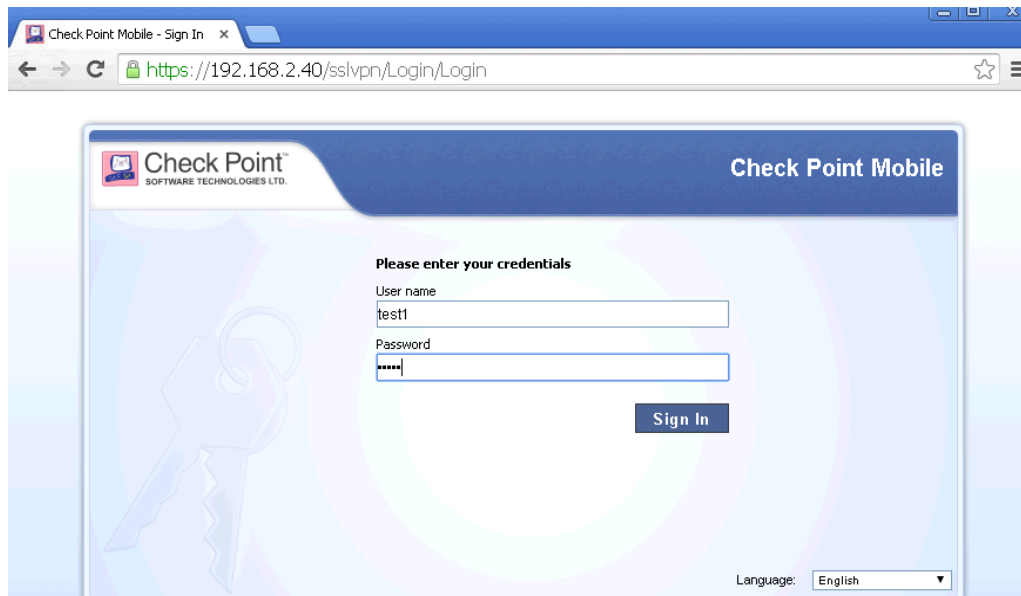 Check Point Mobile - Sign In
https://192.168.2.40/sslvpn/Login/Login
Check Point™
SOFTWARE TECHNOLOGIES LTD.
Check Point Mobile
Please enter your credentials
User name
test1
Password
•••••
Sign In
Language: English